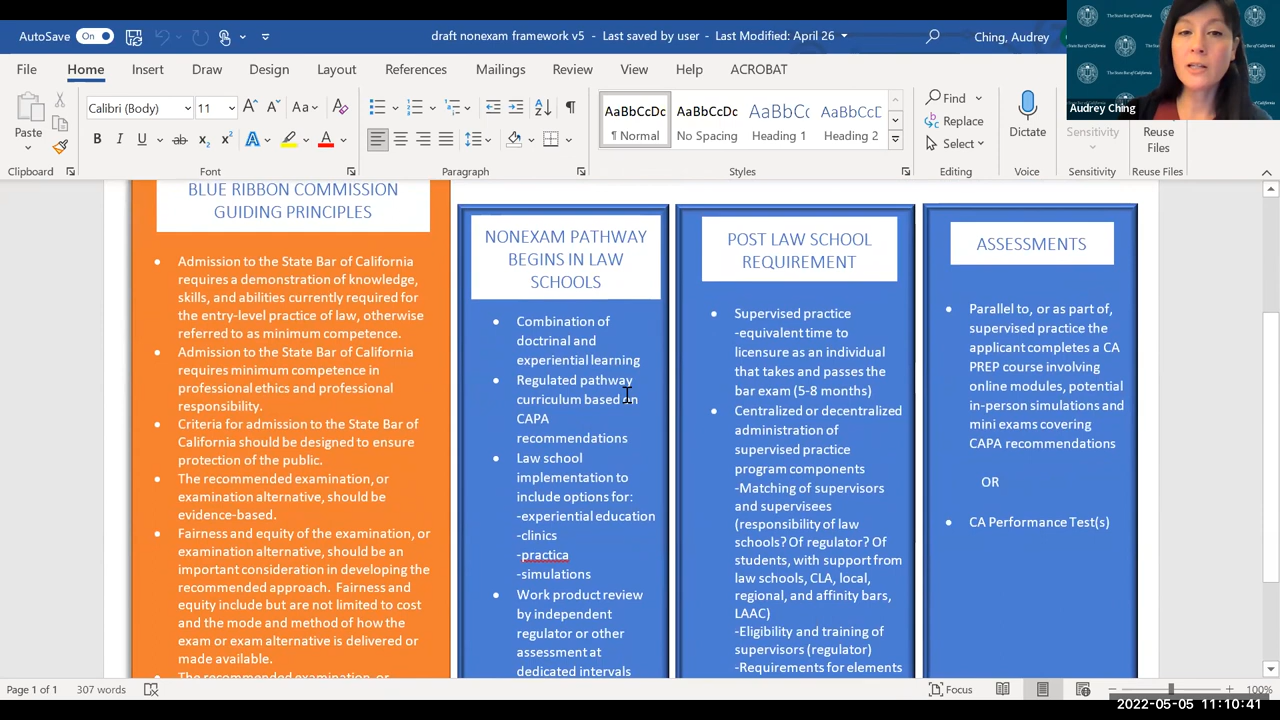 AutoSave On
draft nonexam framework v5 - Last saved by user - Last Modified: April 26
Ching, Audrey
The State Bar of California
Audrey Ching
File Home Insert Draw Design Layout References Mailings Review View Help ACROBAT
Paste
Calibri (Body) 11
Clipboard
Font
Paragraph
AaBbCcDc AaBbCcDc AaBbCc AaBbCcD
¶ Normal No Spacing Heading 1 Heading 2
Styles
Find
Replace
Select
Editing
Dictate
Voice
Sensitivity
Sensitivity
Reuse
Files
Reuse Files
BLUE RIBBON COMMISSION
GUIDING PRINCIPLES
• Admission to the State Bar of California
requires a demonstration of knowledge,
skills, and abilities currently required for
the entry-level practice of law, otherwise
referred to as minimum competence.
• Admission to the State Bar of California
requires minimum competence in
professional ethics and professional
responsibility.
• Criteria for admission to the State Bar of
California should be designed to ensure
protection of the public.
• The recommended examination, or
examination alternative, should be
evidence-based.
• Fairness and equity of the examination, or
examination alternative, should be an
important consideration in developing the
recommended approach. Fairness and
equity include but are not limited to cost
and the mode and method of how the
exam or exam alternative is delivered or
made available.
• The recommended examination, or
NONEXAM PATHWAY
BEGINS IN LAW
SCHOOLS
• Combination of
doctrinal and
experiential learning
• Regulated pathway
curriculum based on
CAPA
recommendations
• Law school
implementation to
include options for:
-experiential education
-clinics
-practica
-simulations
• Work product review
by independent
regulator or other
assessment at
dedicated intervals
POST LAW SCHOOL
REQUIREMENT
• Supervised practice
-equivalent time to
licensure as an individual
that takes and passes the
bar exam (5-8 months)
• Centralized or decentralized
administration of
supervised practice
program components
-Matching of supervisors
and supervisees
(responsibility of law
schools? Of regulator? Of
students, with support from
law schools, CLA, local,
regional, and affinity bars,
LAAC)
-Eligibility and training of
supervisors (regulator)
-Requirements for elements
ASSESSMENTS
• Parallel to, or as part of,
supervised practice the
applicant completes a CA
PREP course involving
online modules, potential
in-person simulations and
mini exams covering
CAPA recommendations
OR
• CA Performance Test(s)
Page 1 of 1 307 words
Focus
100%
2022-05-05 11:10:41